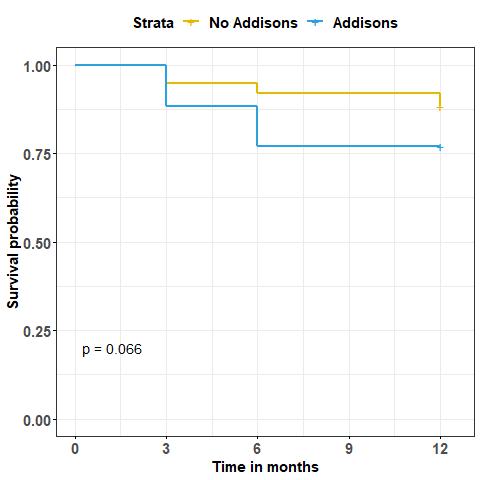 Strata No Addisons Addisons
1.00
0.75
0.50
0.25
0.00
Survival probability
p = 0.066
0 3 6 9 12
Time in months